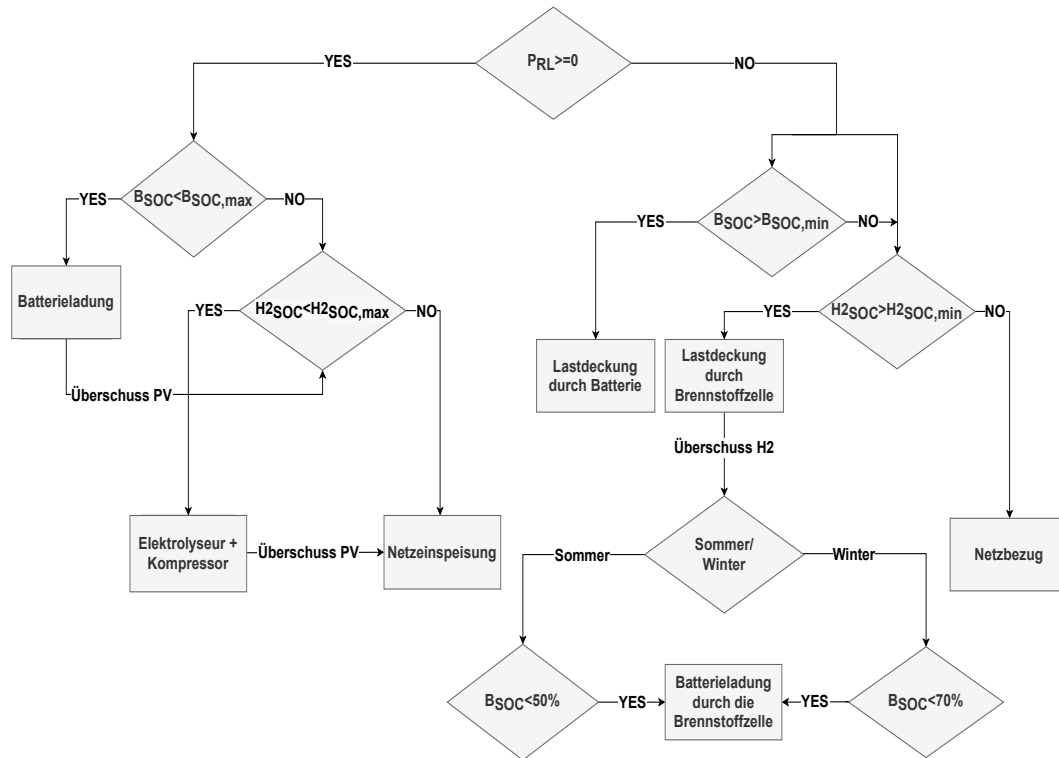 P_RL>=0
YES
NO
B_SOC<B_SOC,max
YES
NO
B_SOC>B_SOC,min
YES
NO
Batterieladung
H2_SOC<H2_SOC,max
YES
NO
H2_SOC>H2_SOC,min
YES
NO
Lastdeckung
durch Batterie
Lastdeckung
durch
Brennstoffzelle
Überschuss PV
Überschuss H2
Elektrolyseur +
Kompressor
Überschuss PV
Netzeinspeisung
Sommer
Sommer/
Winter
Winter
Netzbezug
B_SOC<50%
YES
Batterieladung
durch die
Brennstoffzelle
YES
B_SOC<70%